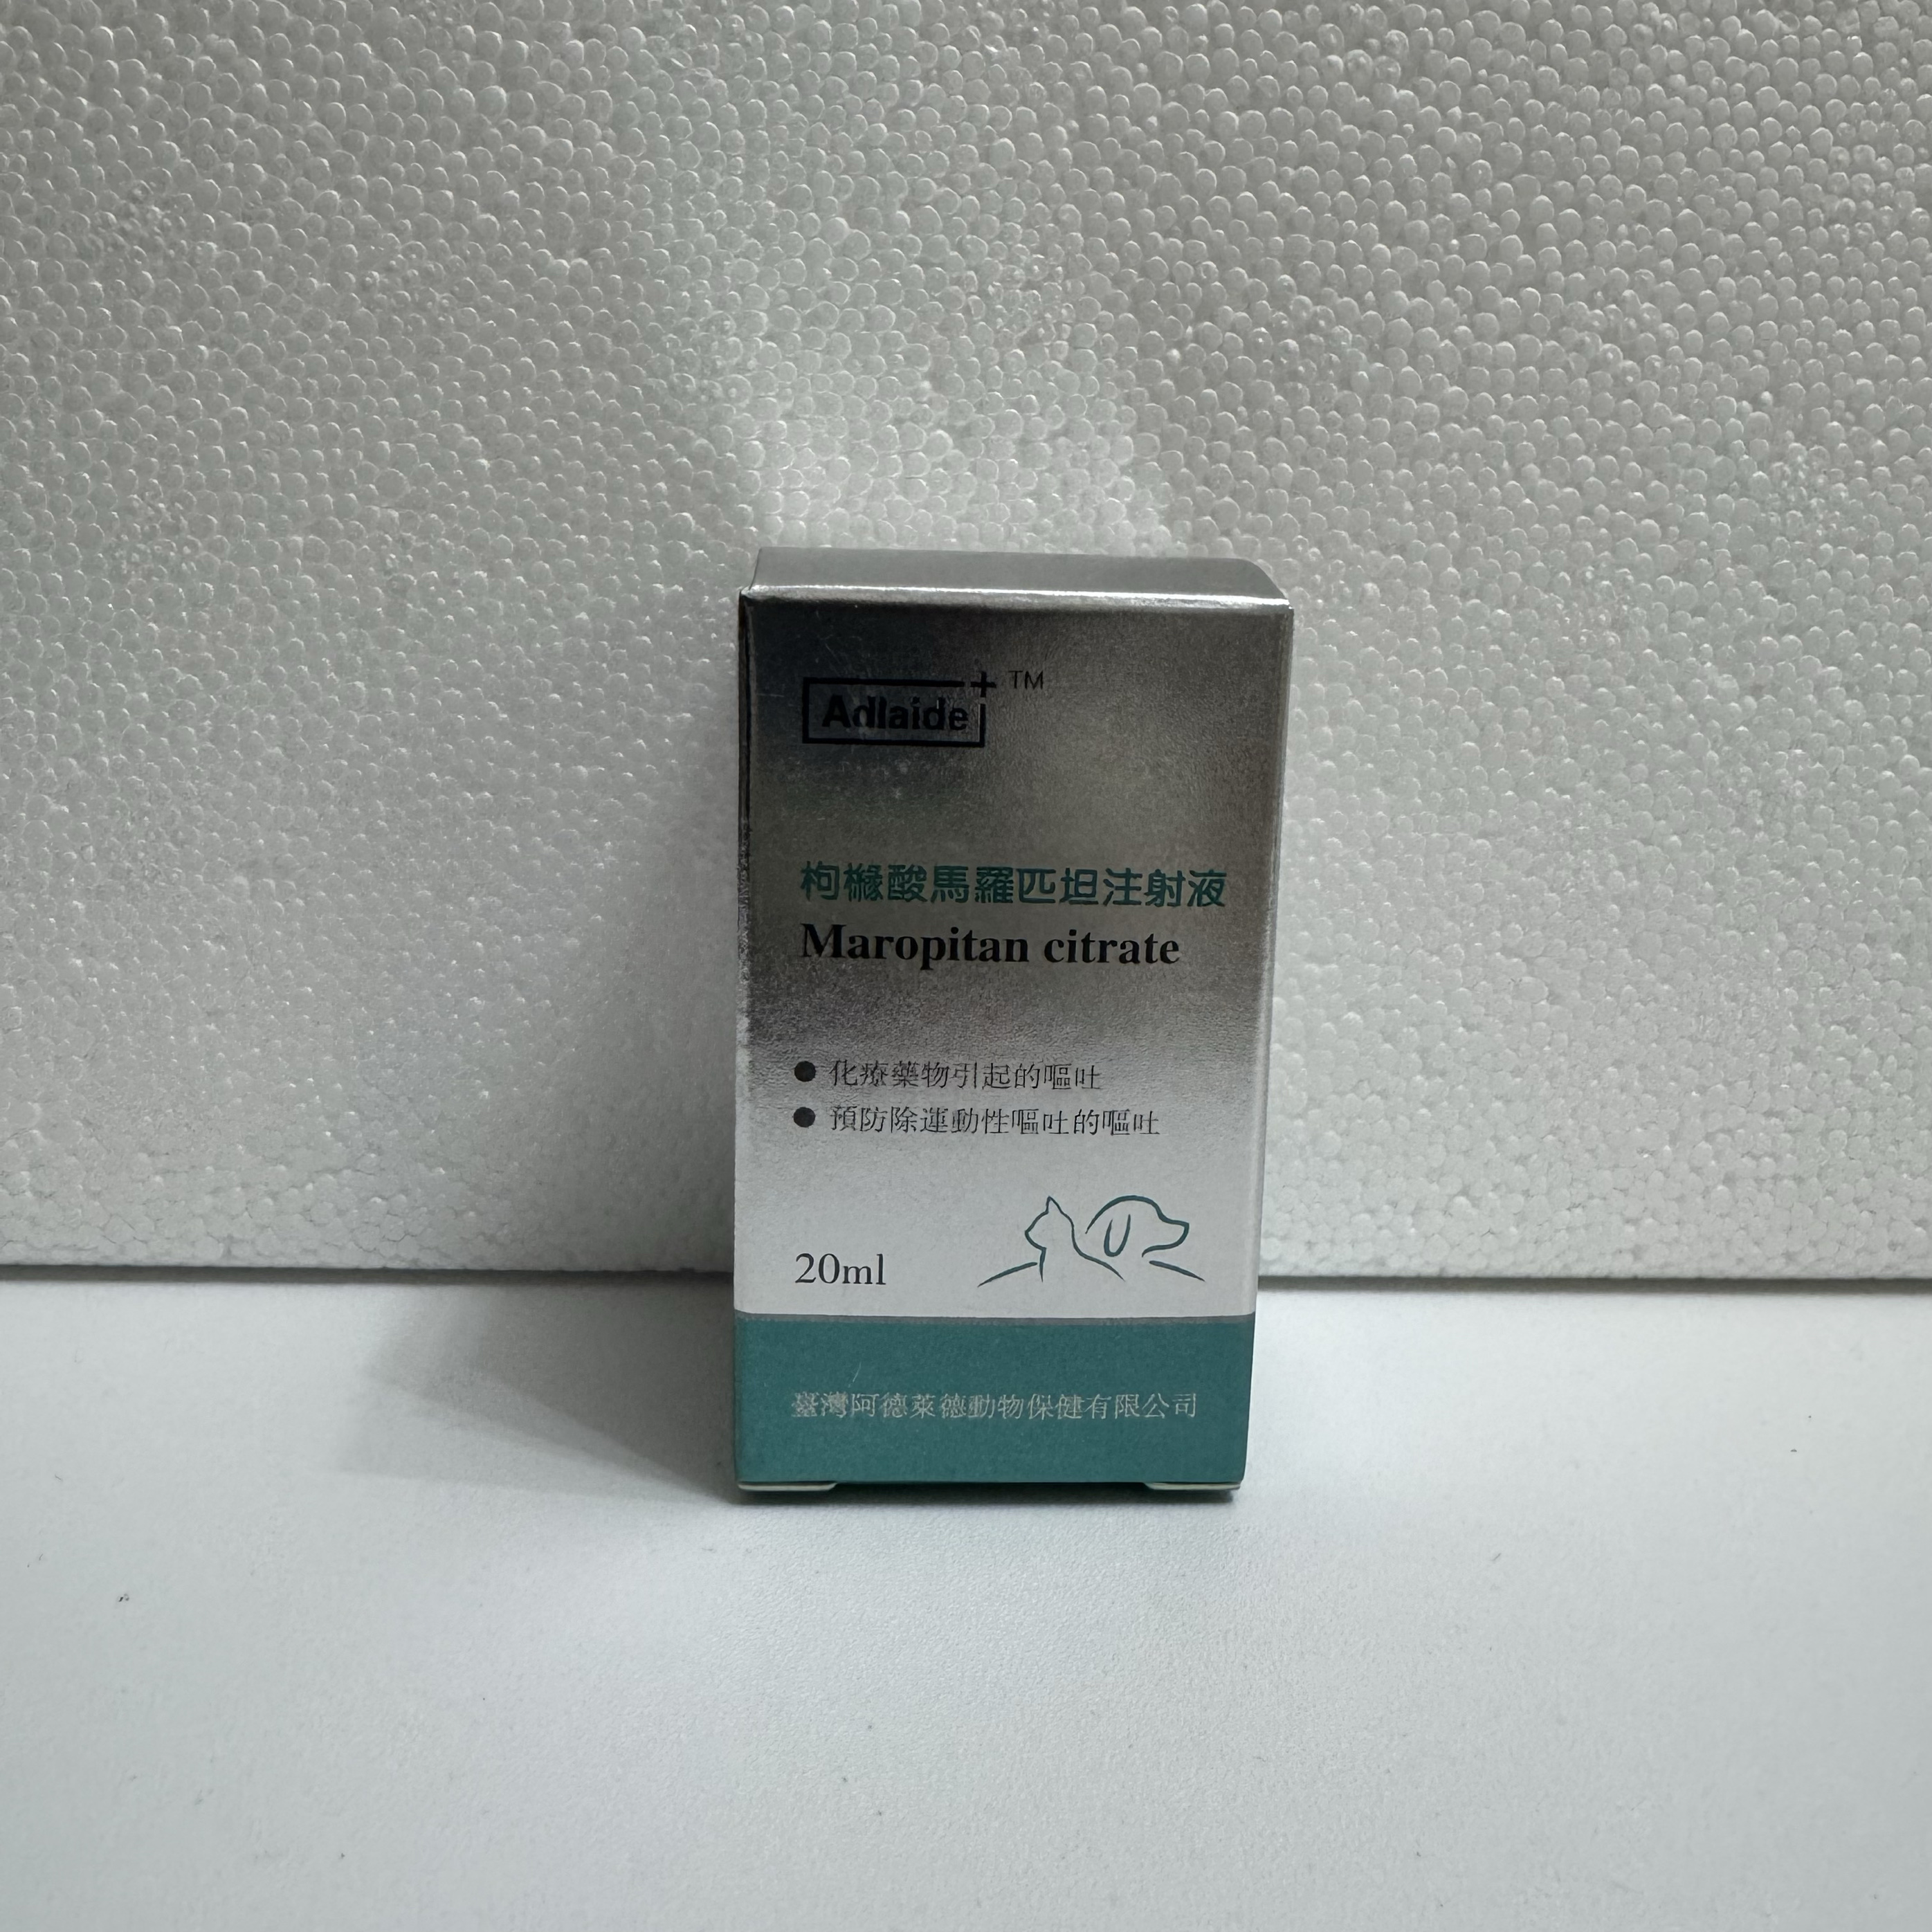 Adlaide+ TM
枸櫞酸馬羅匹坦注射液
Maropitan citrate
● 化療藥物引起的嘔吐
● 預防除運動性嘔吐的嘔吐
20ml
臺灣阿德萊德動物保健有限公司